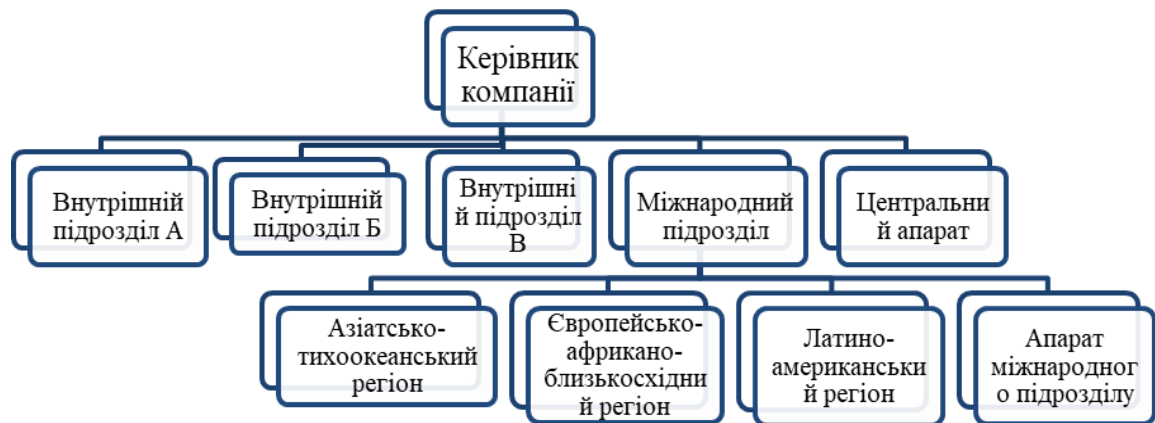 Керівник
компанії
Внутрішній
підрозділ А
Внутрішній
підрозділ Б
Внутрішні
й підрозділ
В
Міжнародний
підрозділ
Центральни
й апарат
Азіатсько-
тихоокеанський
регіон
Європейсько-
африкано-
близькосхідни
й регіон
Латино-
американськи
й регіон
Апарат
міжнародног
о підрозділу